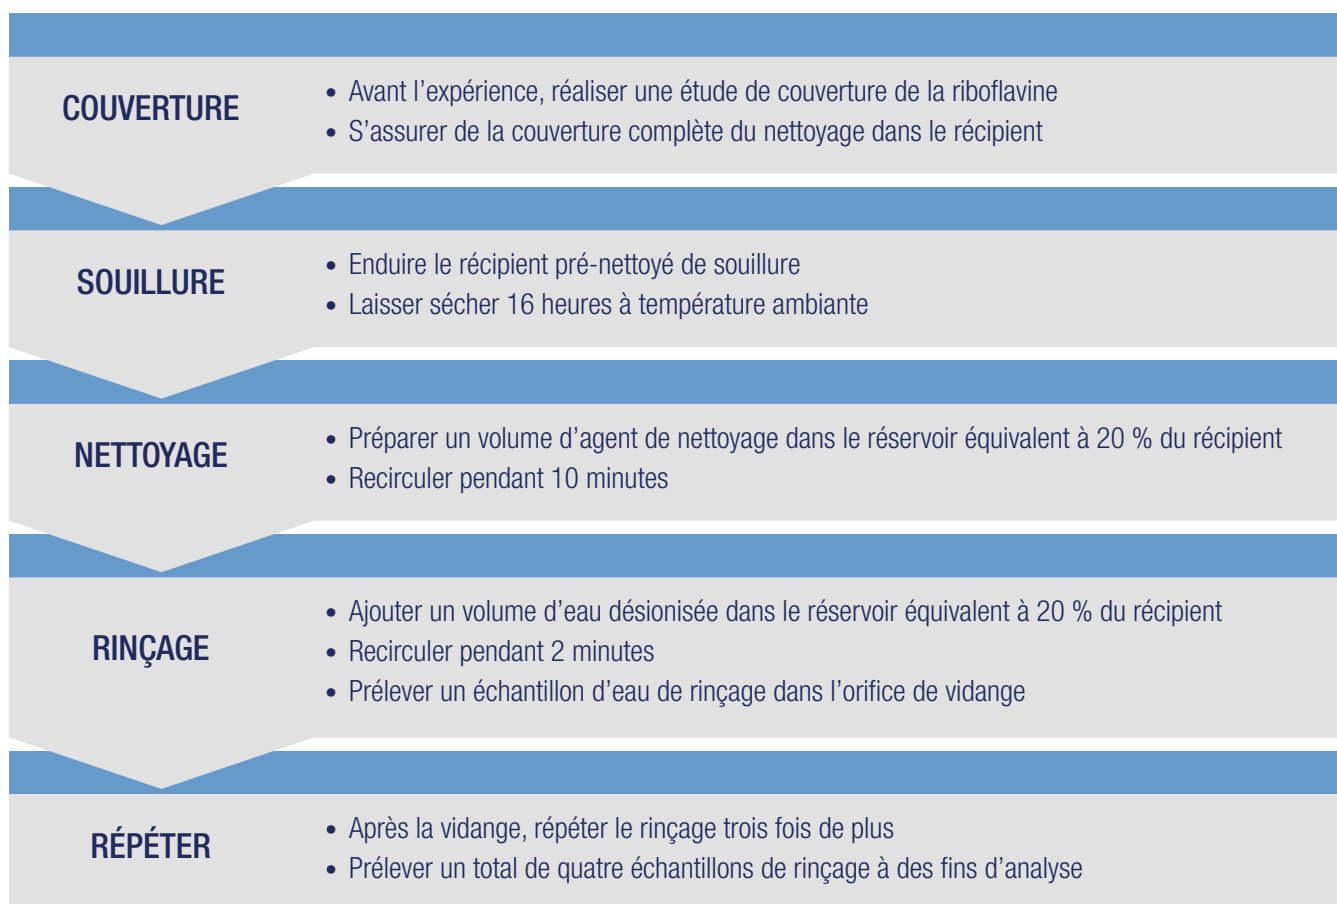 COUVERTURE
• Avant l’expérience, réaliser une étude de couverture de la riboflavine
• S’assurer de la couverture complète du nettoyage dans le récipient
SOUILLURE
• Enduire le récipient pré-nettoyé de souillure
• Laisser sécher 16 heures à température ambiante
NETTOYAGE
• Préparer un volume d’agent de nettoyage dans le réservoir équivalent à 20 % du récipient
• Recirculer pendant 10 minutes
RINÇAGE
• Ajouter un volume d’eau désionisée dans le réservoir équivalent à 20 % du récipient
• Recirculer pendant 2 minutes
• Prélever un échantillon d’eau de rinçage dans l’orifice de vidange
RÉPÉTER
• Après la vidange, répéter le rinçage trois fois de plus
• Prélever un total de quatre échantillons de rinçage à des fins d’analyse